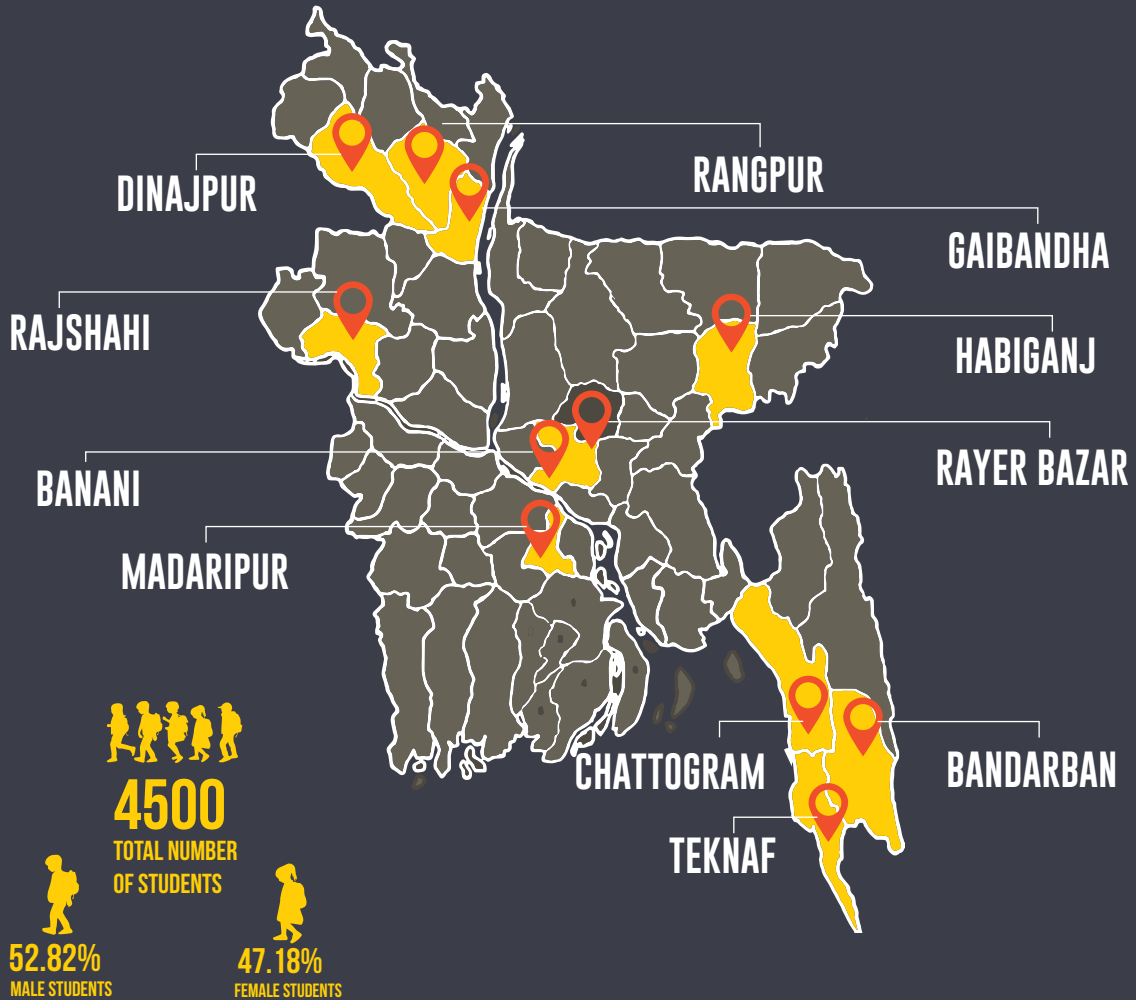 RANGPUR
DINAJPUR
GAIBANDHA
RAJSHAHI
HABIGANJ
RAYER BAZAR
BANANI
MADARIPUR
CHATTOGRAM
BANDARBAN
TEKNAF
4500
TOTAL NUMBER
OF STUDENTS
52.82%
MALE STUDENTS
47.18%
FEMALE STUDENTS